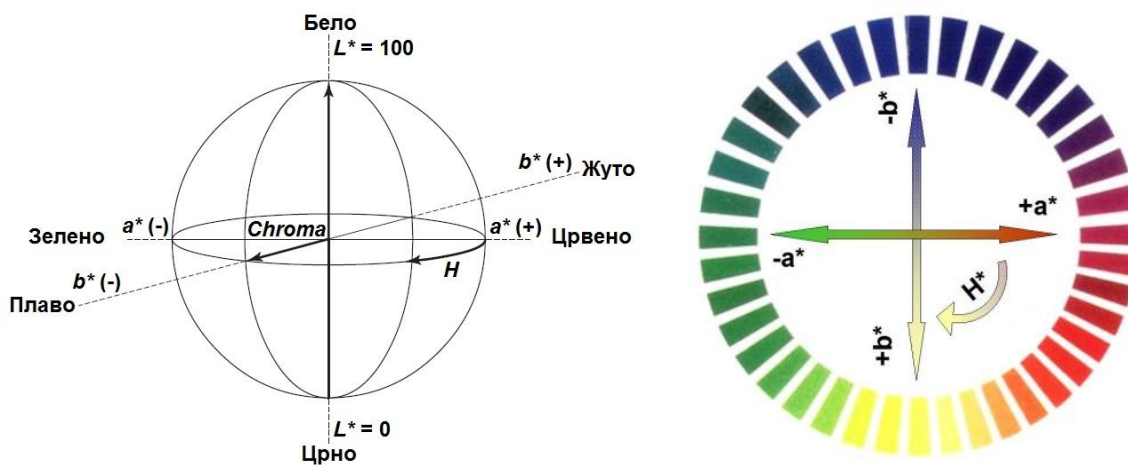 Бело
L* = 100
b* (+)
Жуто
a* (-)
Chroma
a* (+)
Зелено
Црвено
H
b* (-)
Плаво
L* = 0
Црно
-b*
+a*
-a*
H*
+b*